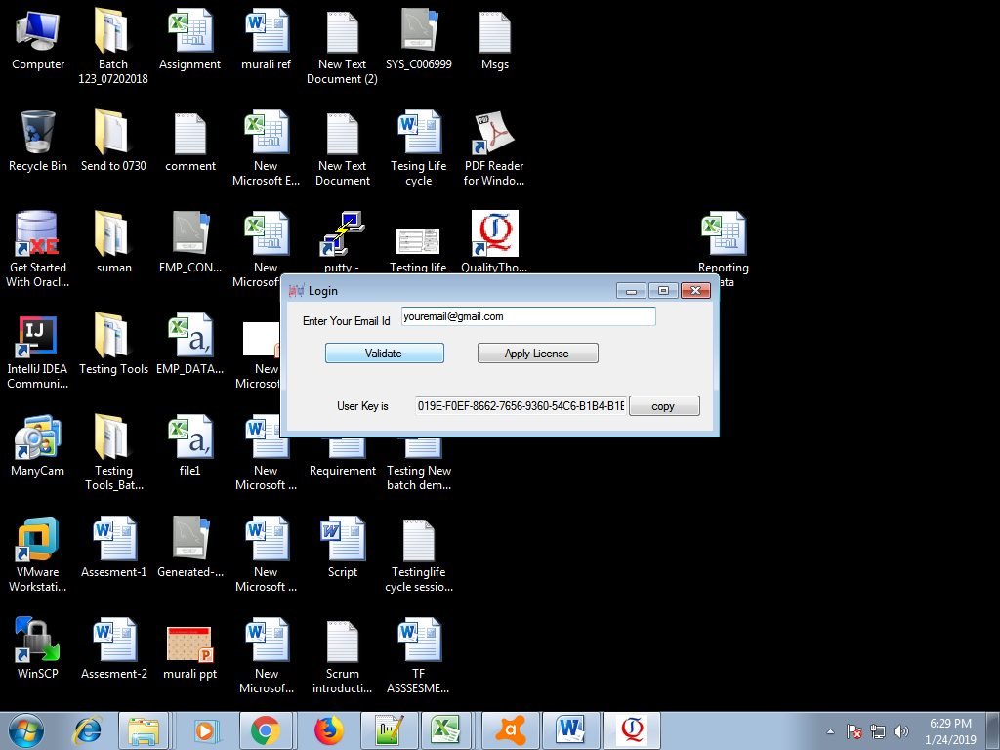 Computer
Batch
123_07202018
Assignment
murali ref
New Text
Document (2)
SYS_C006999
Msgs
Recycle Bin
Send to 0730
comment
New
Microsoft E...
New Text
Document
Tesing Life
cycle
PDF Reader
for Windo...
Get Started
With Oracl...
suman
EMP_CON...
New
putty -
Testing life
QualityTho...
Reporting
Login
Enter Your Email Id
youremail@gmail.com
Validate
Apply License
User Key is
019E-F0EF-8662-7656-9360-54C6-B1B4-B1E
copy
IntelliJ IDEA
Communi...
Testing Tools
EMP_DATA...
New
ManyCam
Testing
Tools_Bat...
file1
New
Microsoft ...
Requirement
Testing New
batch dem...
VMware
Workstati...
Assesment-1
Generated-...
New
Microsoft ...
Script
Testinglife
cycle sessio...
WinSCP
Assesment-2
murali ppt
New
Microsof...
Scrum
introducti...
TF
ASSSESME...
6:29 PM
1/24/2019